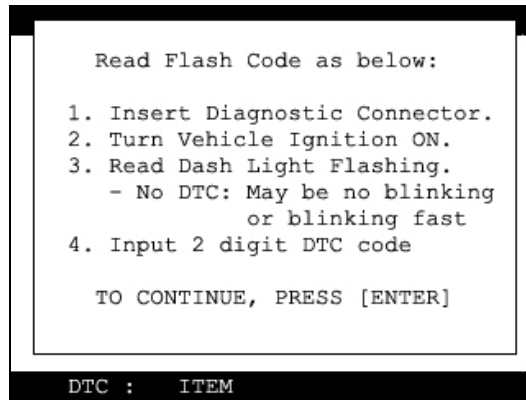 Read Flash Code as below:
1. Insert Diagnostic Connector.
2. Turn Vehicle Ignition ON.
3. Read Dash Light Flashing.
- No DTC: May be no blinking
or blinking fast
4. Input 2 digit DTC code
TO CONTINUE, PRESS [ENTER]
DTC : ITEM